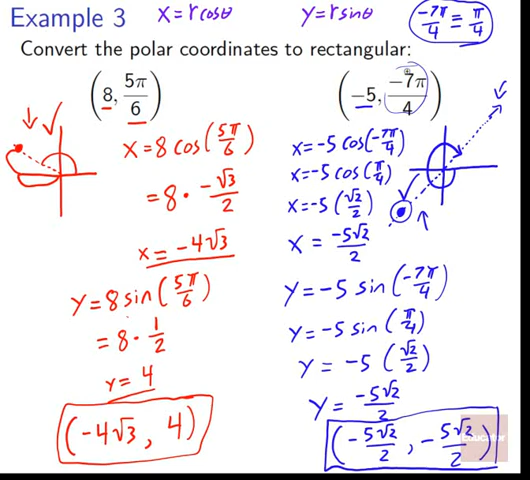 Example 3 x=rcosθ y=rsinθ -7π/4 = π/4
Convert the polar coordinates to rectangular:
(8, 5π/6)
x=8 cos(5π/6)
=8 · -√3/2
x=-4√3
y=8 sin(5π/6)
=8 · 1/2
y=4
(-4√3, 4)
(-5, -7π/4)
x=-5 cos(-7π/4)
x=-5 cos(π/4)
x=-5(√2/2)
x=-5√2/2
y=-5 sin(-7π/4)
y=-5 sin(π/4)
y=-5(√2/2)
y=-5√2/2
(-5√2/2, -5√2/2)
educator